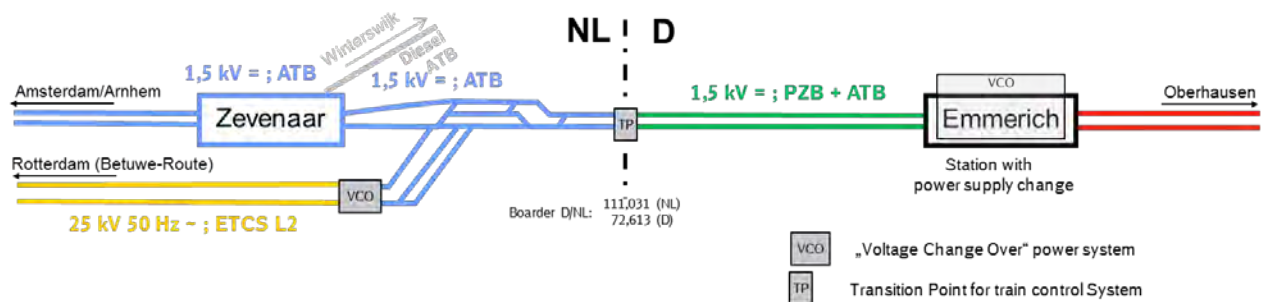 Winterswijk
Diesel
ATB
NL
D
1,5 kV = ; ATB
1,5 kV = ; ATB
1,5 kV = ; PZB + ATB
VCO
Amsterdam/Arnhem
Oberhausen
Zevenaar
TP
Emmerich
Rotterdam (Betuwe-Route)
Station with
power supply change
VCO
25 kV 50 Hz ~ ; ETCS L2
Boarder D/NL:
111,031 (NL)
72,613 (D)
VCO
„Voltage Change Over“ power system
TP
Transition Point for train control System